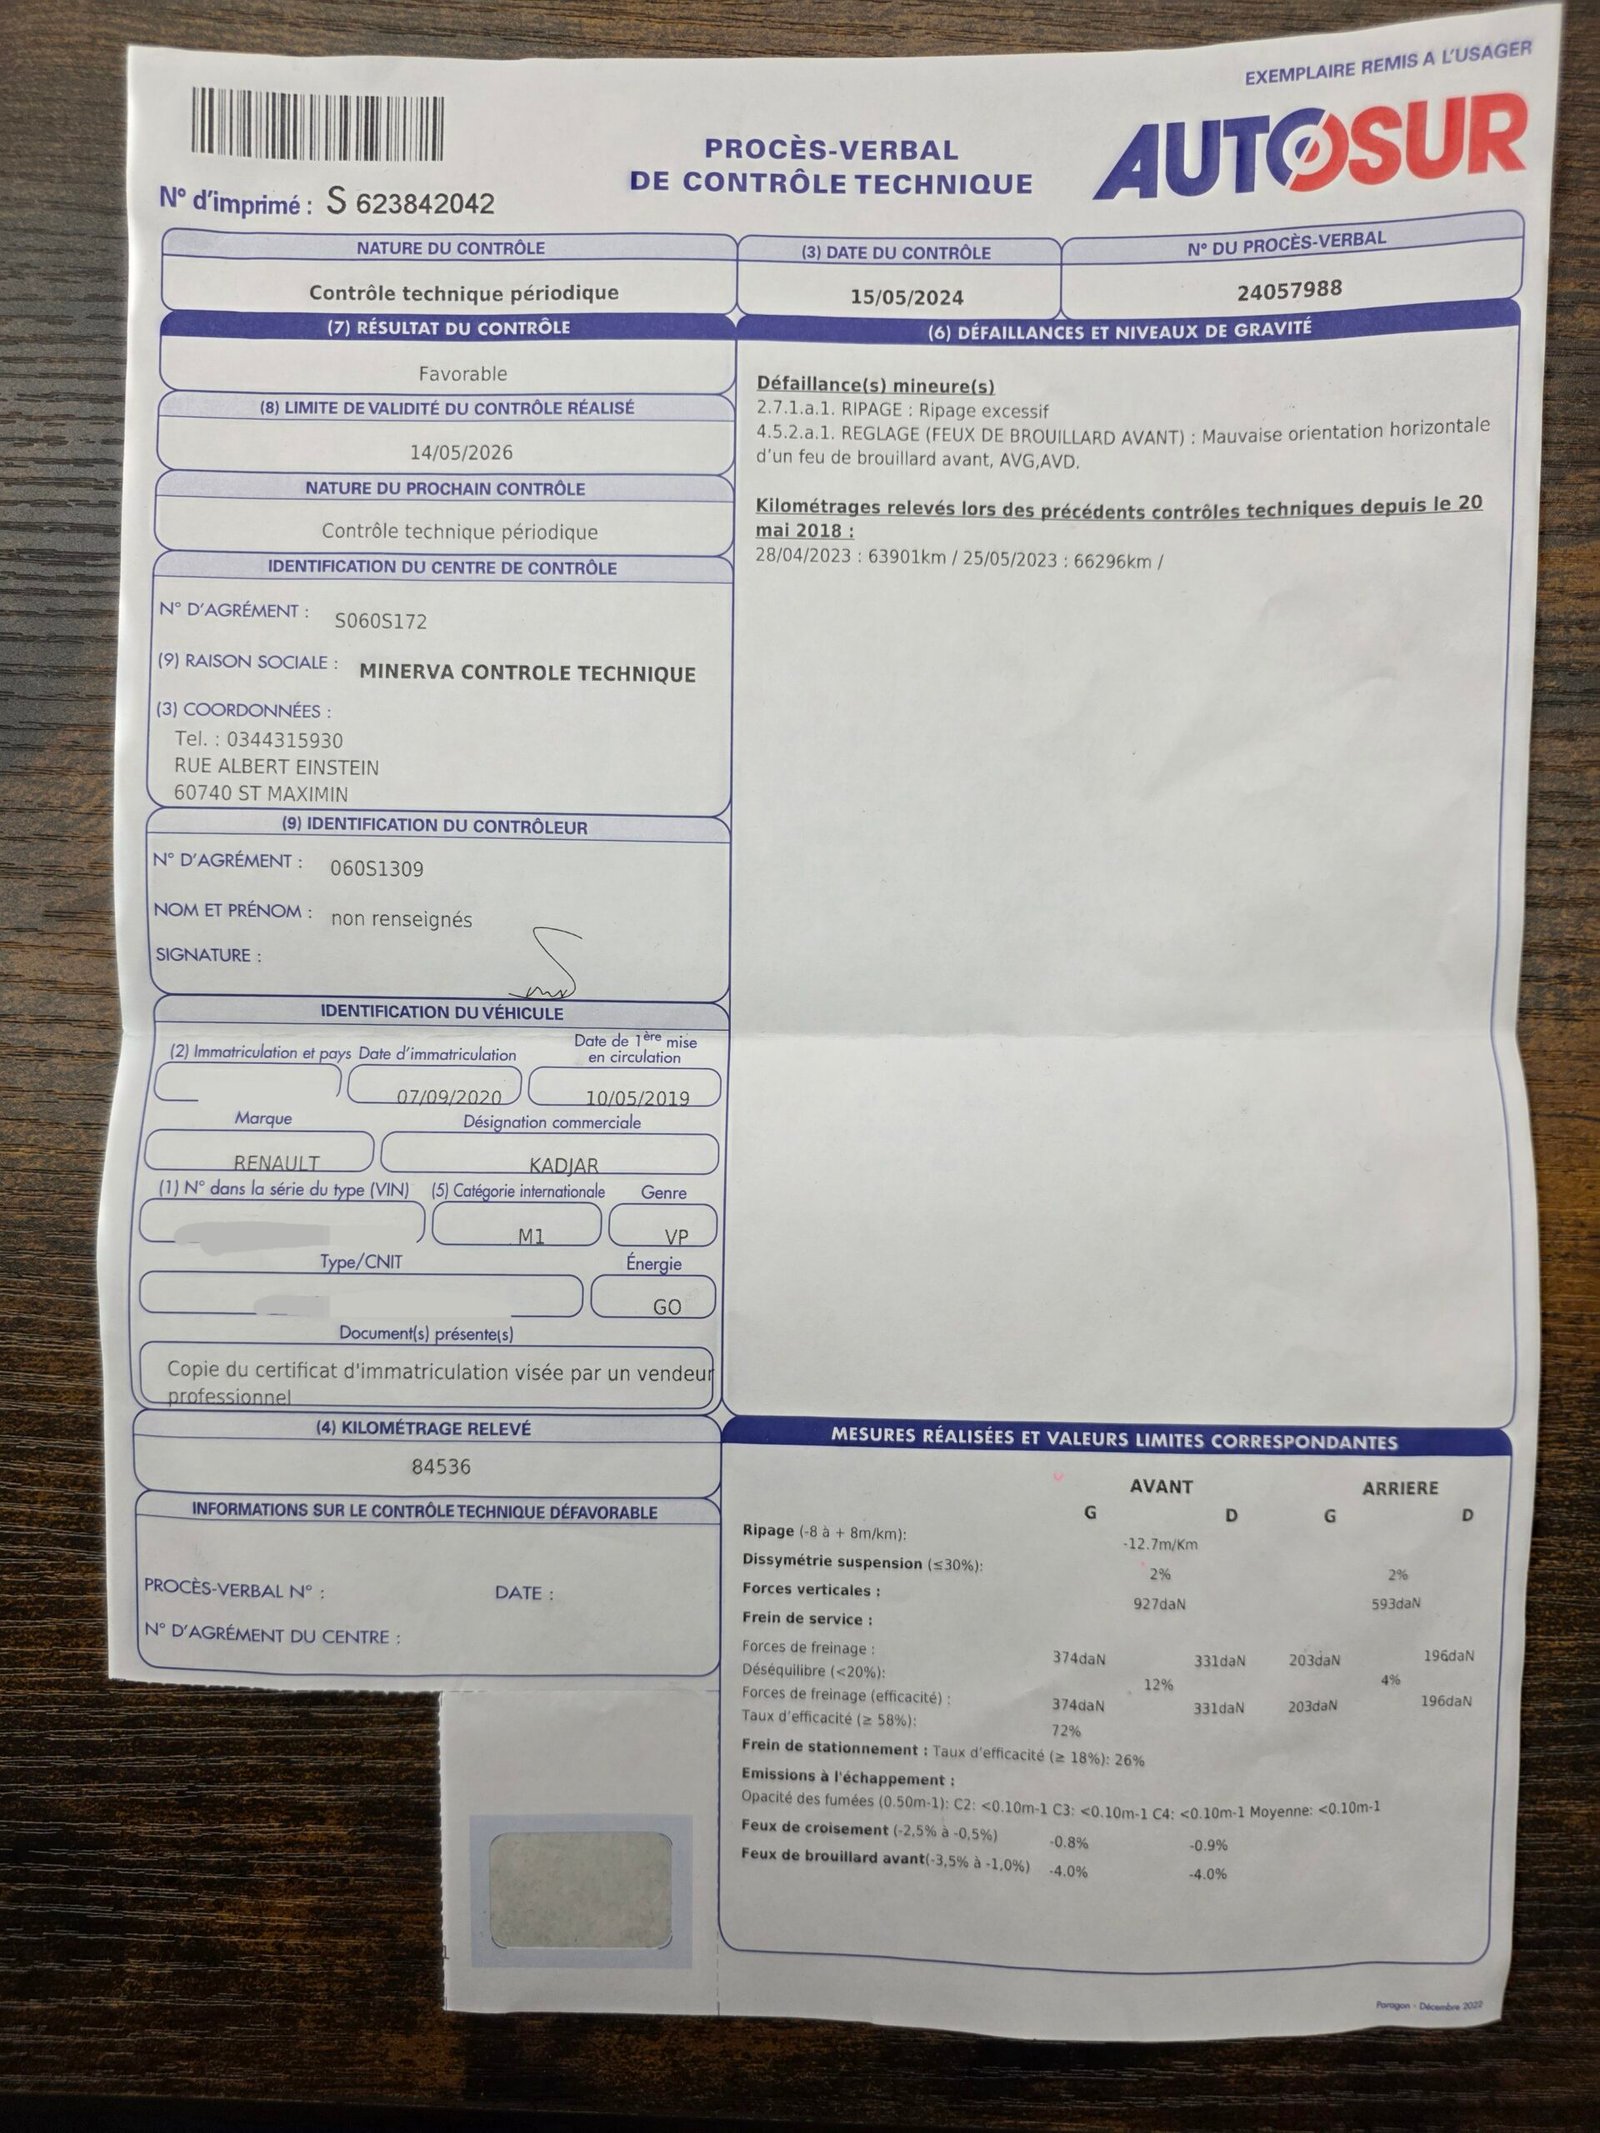 EXEMPLAIRE REMIS A L'USAGER
AUTOSUR
PROCÈS-VERBAL
DE CONTRÔLE TECHNIQUE
N° d'imprimé : S 623842042
NATURE DU CONTRÔLE
Contrôle technique périodique
(3) DATE DU CONTRÔLE
15/05/2024
N° DU PROCÈS-VERBAL
24057988
(7) RÉSULTAT DU CONTRÔLE
Favorable
(8) LIMITE DE VALIDITÉ DU CONTRÔLE RÉALISÉ
14/05/2026
NATURE DU PROCHAIN CONTRÔLE
Contrôle technique périodique
IDENTIFICATION DU CENTRE DE CONTRÔLE
N° D'AGRÉMENT : S060S172
(9) RAISON SOCIALE : MINERVA CONTROLE TECHNIQUE
(3) COORDONNÉES :
Tel. : 0344315930
RUE ALBERT EINSTEIN
60740 ST MAXIMIN
(9) IDENTIFICATION DU CONTRÔLEUR
N° D'AGRÉMENT : 060S1309
NOM ET PRÉNOM : non renseignés
SIGNATURE :
IDENTIFICATION DU VÉHICULE
(2) Immatriculation et pays Date d'immatriculation Date de 1ère mise
en circulation
07/09/2020 10/05/2019
Marque Désignation commerciale
RENAULT KADJAR
(1) N° dans la série du type (VIN) (5) Catégorie internationale Genre
M1 VP
Type/CNIT Énergie
GO
Document(s) présente(s)
Copie du certificat d'immatriculation visée par un vendeur
professionnel
(4) KILOMÉTRAGE RELEVÉ
84536
INFORMATIONS SUR LE CONTRÔLE TECHNIQUE DÉFAVORABLE
PROCÈS-VERBAL N° : DATE :
N° D'AGRÉMENT DU CENTRE :
(6) DÉFAILLANCES ET NIVEAUX DE GRAVITÉ
Défaillance(s) mineure(s)
2.7.1.a.1. RIPAGE : Ripage excessif
4.5.2.a.1. REGLAGE (FEUX DE BROUILLARD AVANT) : Mauvaise orientation horizontale
d'un feu de brouillard avant, AVG,AVD.
Kilométrages relevés lors des précédents contrôles techniques depuis le 20
mai 2018 :
28/04/2023 : 63901km / 25/05/2023 : 66296km /
MESURES RÉALISÉES ET VALEURS LIMITES CORRESPONDANTES
AVANT ARRIERE
G D G D
Ripage (-8 à + 8m/km): -12.7m/Km
Dissymétrie suspension (≤30%): 2% 2%
Forces verticales : 927daN 593daN
Frein de service :
Forces de freinage : 374daN 331daN 203daN 196daN
Déséquilibre (<20%): 12% 4%
Forces de freinage (efficacité) : 374daN 331daN 203daN 196daN
Taux d'efficacité (≥ 58%): 72%
Frein de stationnement : Taux d'efficacité (≥ 18%): 26%
Emissions à l'échappement :
Opacité des fumées (0.50m-1): C2: <0.10m-1 C3: <0.10m-1 C4: <0.10m-1 Moyenne: <0.10m-1
Feux de croisement (-2,5% à -0,5%) -0.8% -0.9%
Feux de brouillard avant(-3,5% à -1,0%) -4.0% -4.0%
Paragon - Décembre 2022